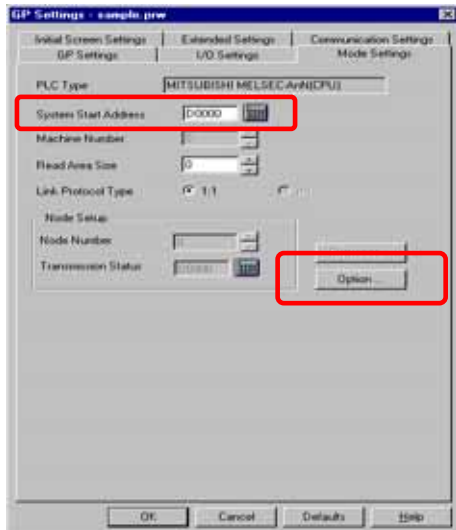 GP Settings - sample.prw
Initial Screen Settings Extended Settings Communication Settings
GP Settings I/O Settings Mode Settings
PLC Type MITSUBISHI MELSEC-AnN(CPU)
System Start Address D0000
Machine Number
Read Area Size 0
Link Protocol Type 1:1
Node Setup
Node Number
Transmission Status
Option...
OK Cancel Defaults Help